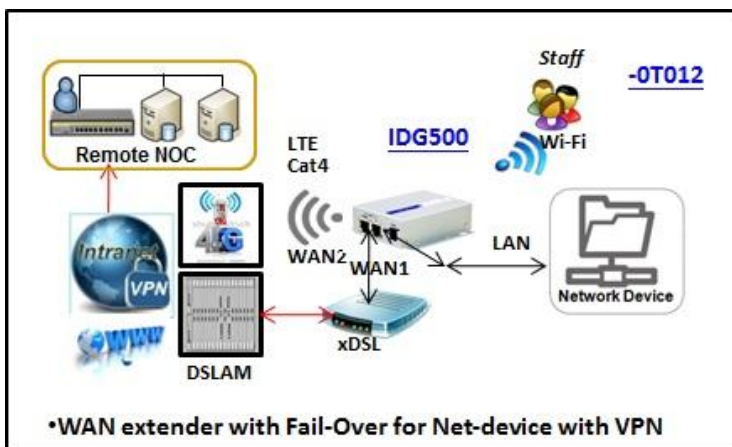 Staff
-0T012
Remote NOC
LTE
Cat4
IDG500
Wi-Fi
4G
Intranet
VPN
WAN2
WAN1
LAN
Network Device
WWW
DSLAM
xDSL
•WAN extender with Fail-Over for Net-device with VPN